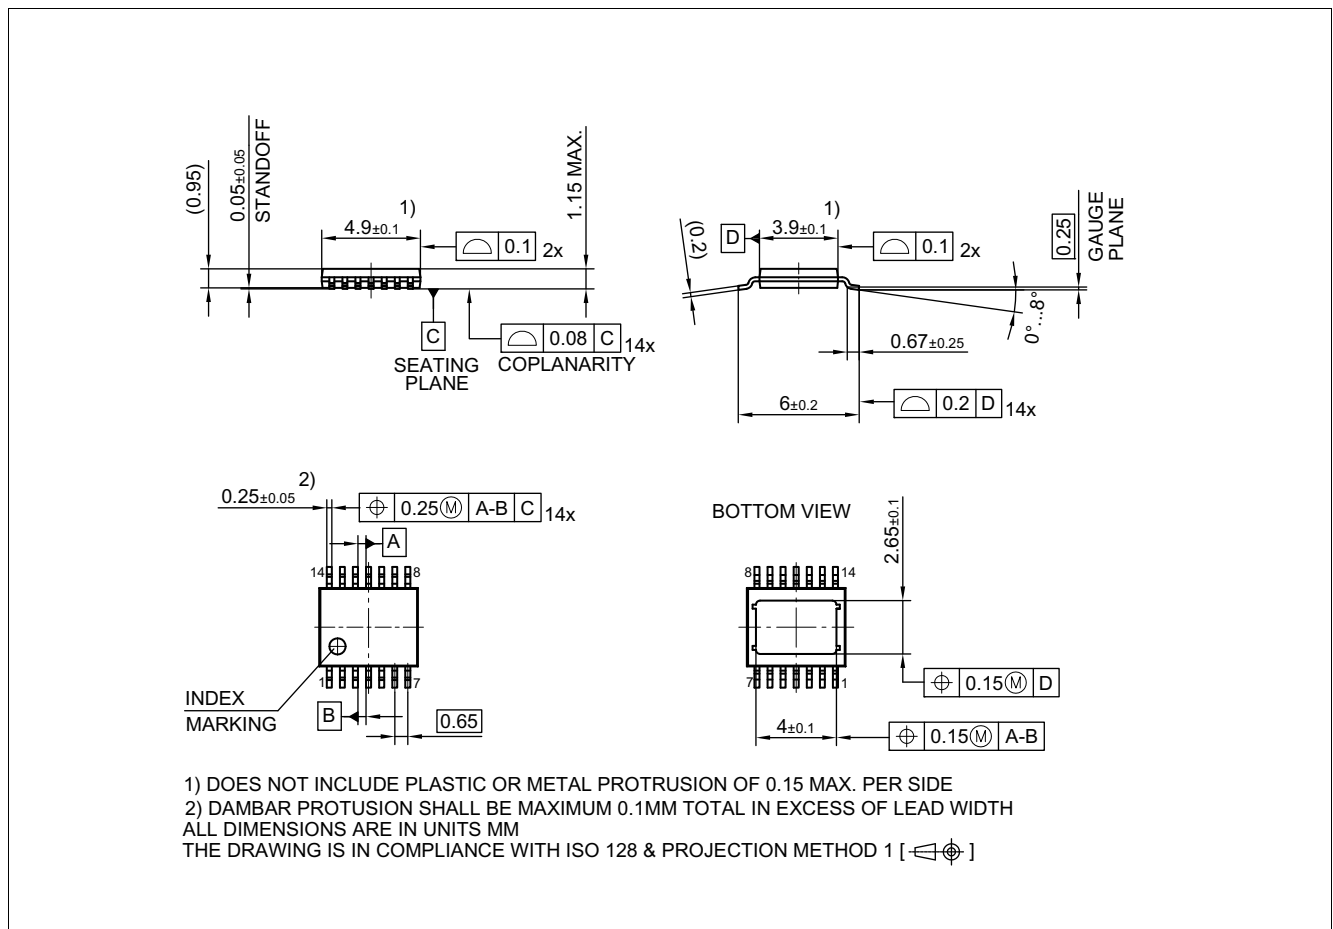 (0.95)
0.05±0.05
STANDOFF
1)
4.9±0.1
0.1 2x
1.15 MAX.
C
SEATING
PLANE
0.08 C 14x
COPLANARITY
(0.2)
D
1)
3.9±0.1
0.1 2x
0.25
GAUGE
PLANE
0°...8°
0.67±0.25
6±0.2
0.2 D 14x
2)
0.25±0.05
0.25Ⓜ A-B C 14x
A
14 8
1 7
INDEX
MARKING
B
0.65
BOTTOM VIEW
2.65±0.1
8 14
7 1
0.15Ⓜ D
4±0.1
0.15Ⓜ A-B
1) DOES NOT INCLUDE PLASTIC OR METAL PROTRUSION OF 0.15 MAX. PER SIDE
2) DAMBAR PROTUSION SHALL BE MAXIMUM 0.1MM TOTAL IN EXCESS OF LEAD WIDTH
ALL DIMENSIONS ARE IN UNITS MM
THE DRAWING IS IN COMPLIANCE WITH ISO 128 & PROJECTION METHOD 1 [ ]